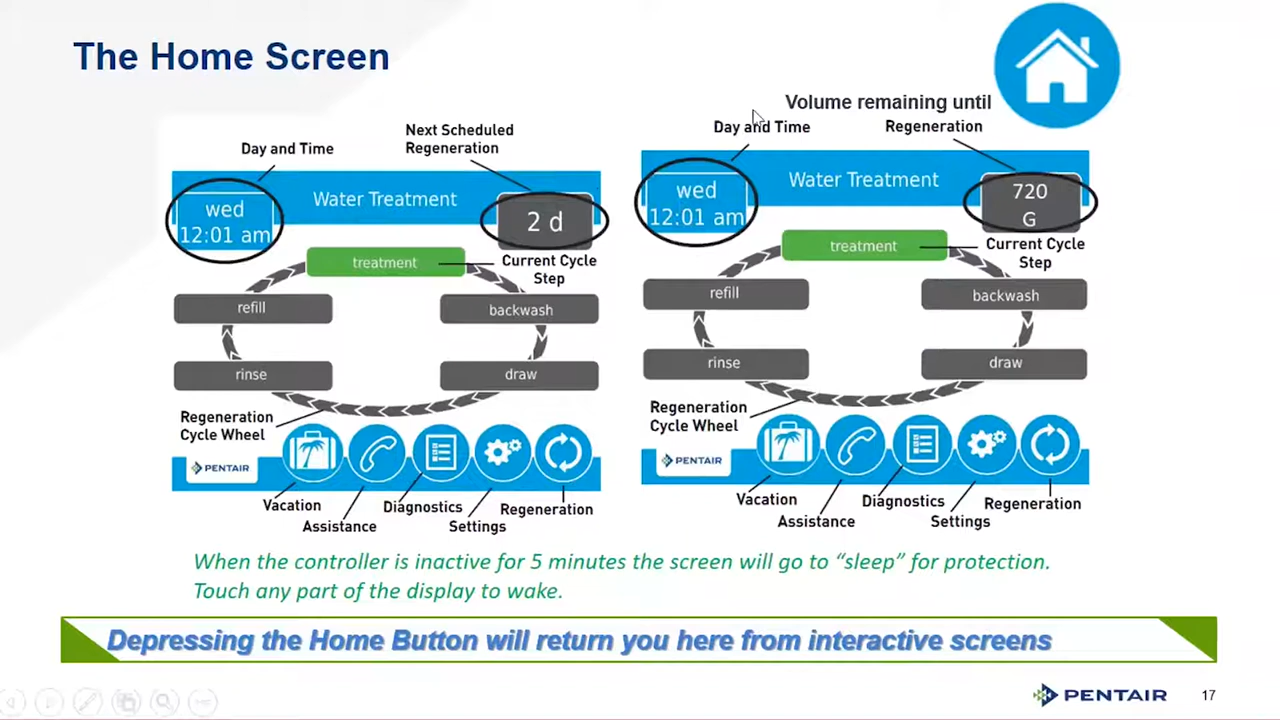 The Home Screen
Day and Time
Next Scheduled
Regeneration
Water Treatment
wed
12:01 am
2 d
treatment
Current Cycle
Step
refill
backwash
rinse
draw
Regeneration
Cycle Wheel
PENTAIR
Vacation
Assistance
Diagnostics
Settings
Regeneration
Volume remaining until
Day and Time
Regeneration
Water Treatment
wed
12:01 am
720
G
treatment
Current Cycle
Step
refill
backwash
rinse
draw
Regeneration
Cycle Wheel
PENTAIR
Vacation
Assistance
Diagnostics
Settings
Regeneration
When the controller is inactive for 5 minutes the screen will go to “sleep” for protection.
Touch any part of the display to wake.
Depressing the Home Button will return you here from interactive screens
PENTAIR
17